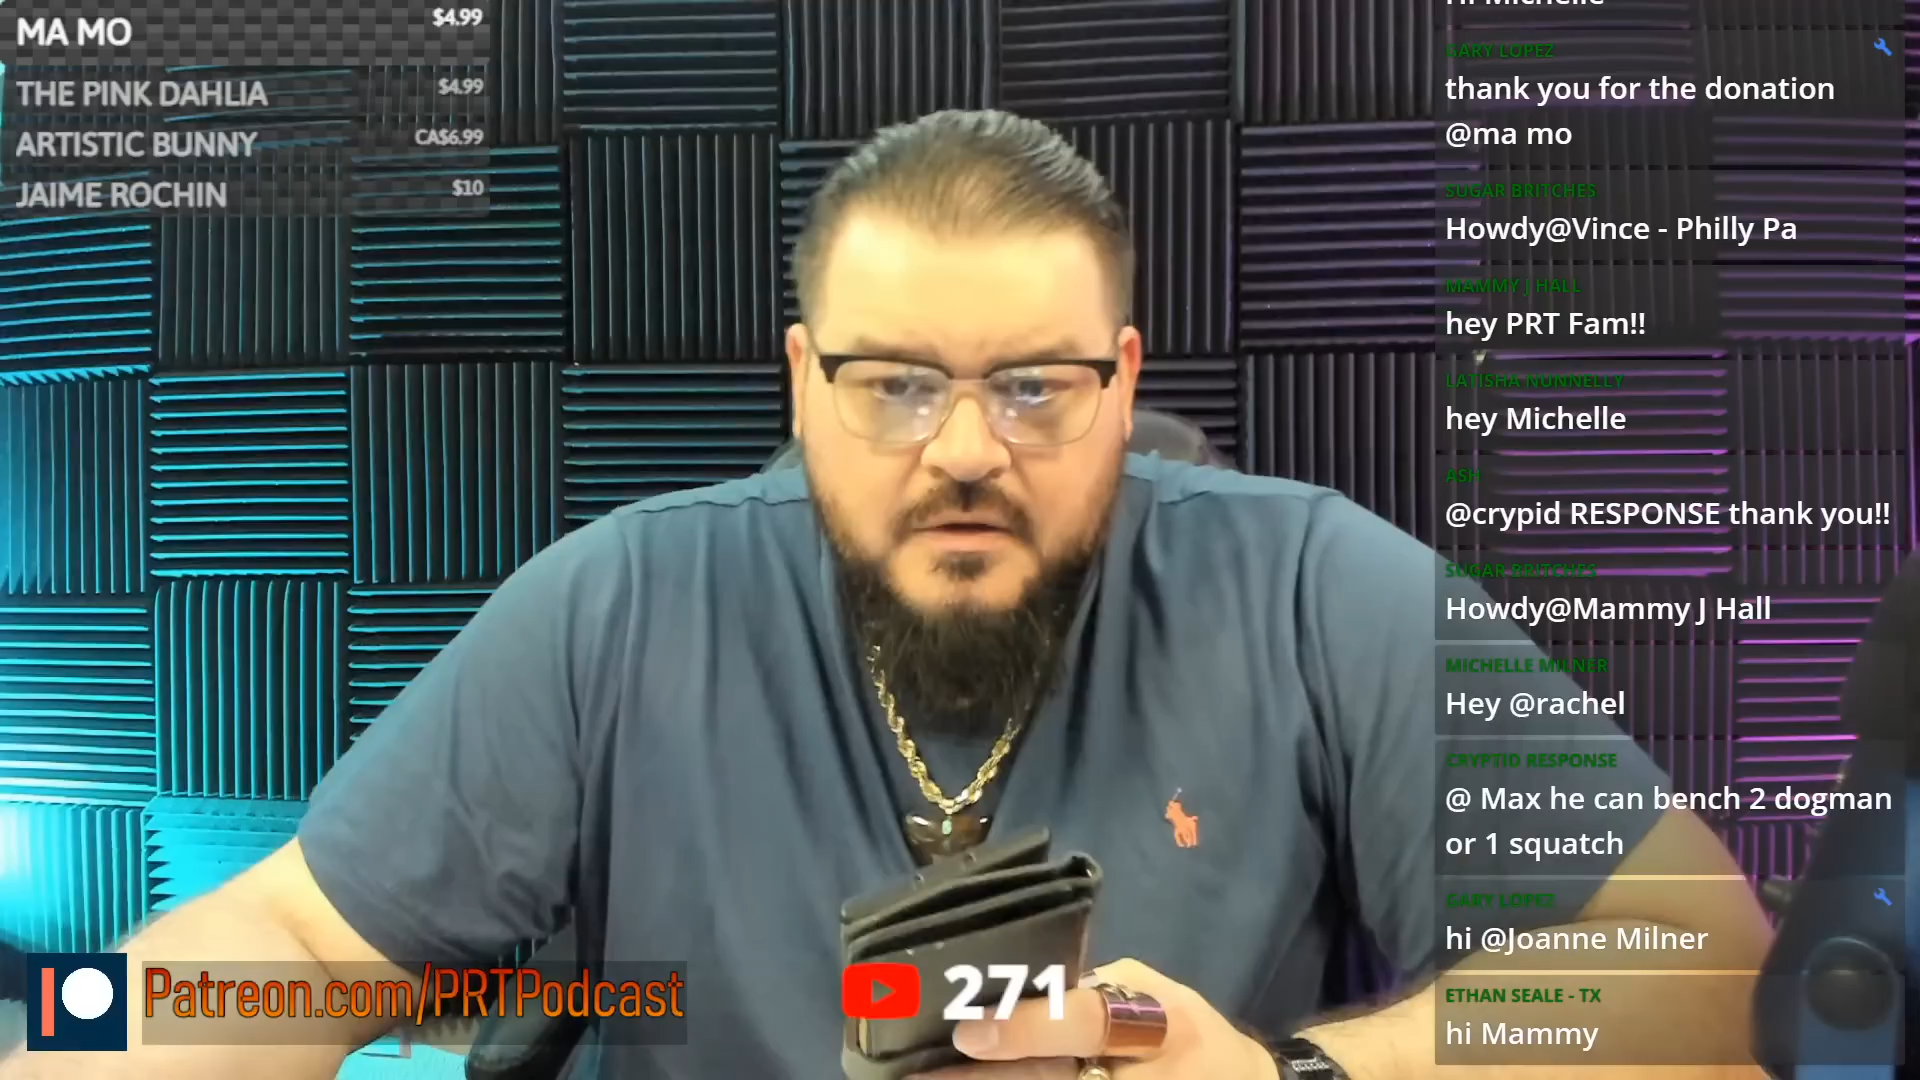 MA MO $4.99
THE PINK DAHLIA $4.99
ARTISTIC BUNNY CA$6.99
JAIME ROCHIN $10
Hi Michelle
GARY LOPEZ
thank you for the donation
@ma mo
SUGAR BRITCHES
Howdy@Vince - Philly Pa
MAMMY J HALL
hey PRT Fam!!
LATISHA NUNNELLY
hey Michelle
ASH
@crypid RESPONSE thank you!!
SUGAR BRITCHES
Howdy@Mammy J Hall
MICHELLE MILNER
Hey @rachel
CRYPTID RESPONSE
@ Max he can bench 2 dogman
or 1 squatch
GARY LOPEZ
hi @Joanne Milner
ETHAN SEALE - TX
hi Mammy
Patreon.com/PRTPodcast
271